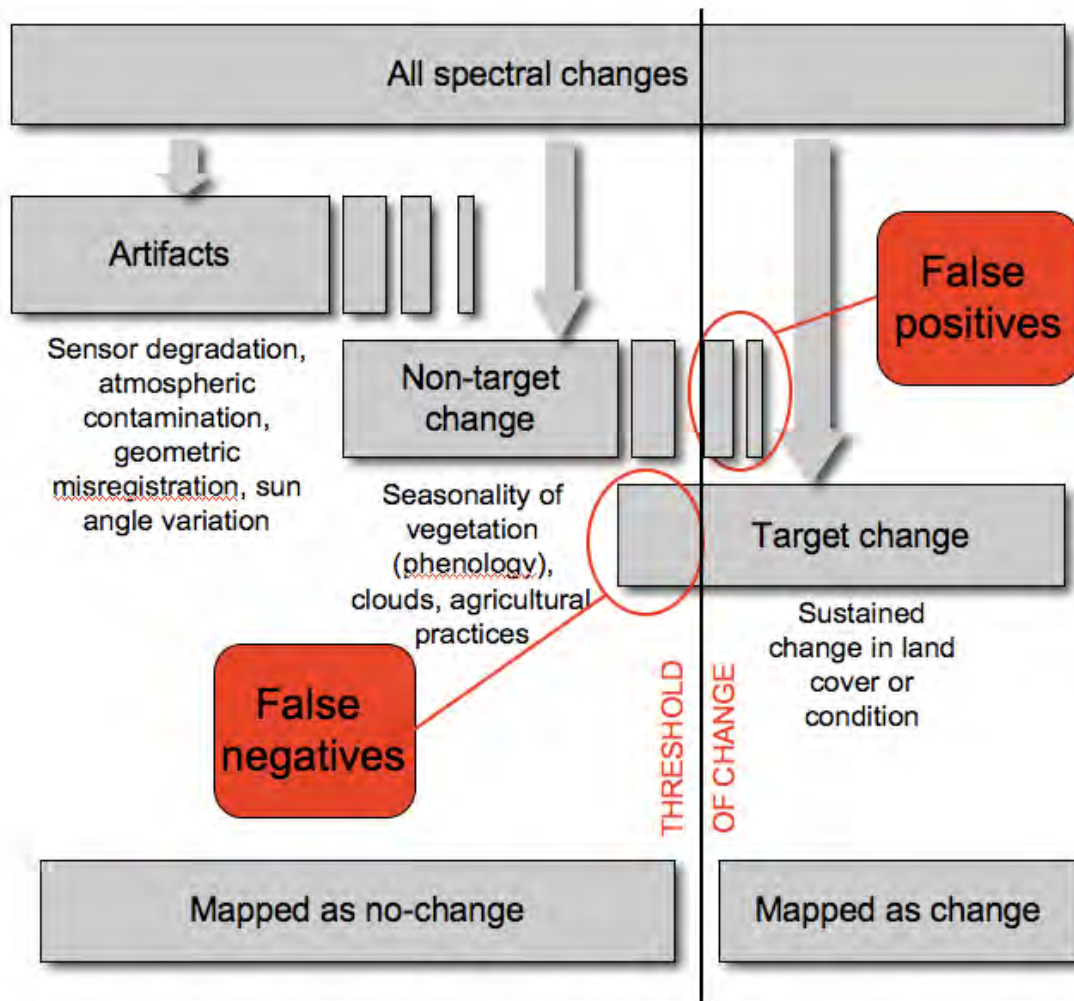 All spectral changes
Artifacts
False
positives
Sensor degradation,
atmospheric
contamination,
geometric
misregistration, sun
angle variation
Non-target
change
Seasonality of
vegetation
(phenology),
clouds, agricultural
practices
Target change
Sustained
change in land
cover or
condition
False
negatives
THRESHOLD
OF CHANGE
Mapped as no-change
Mapped as change